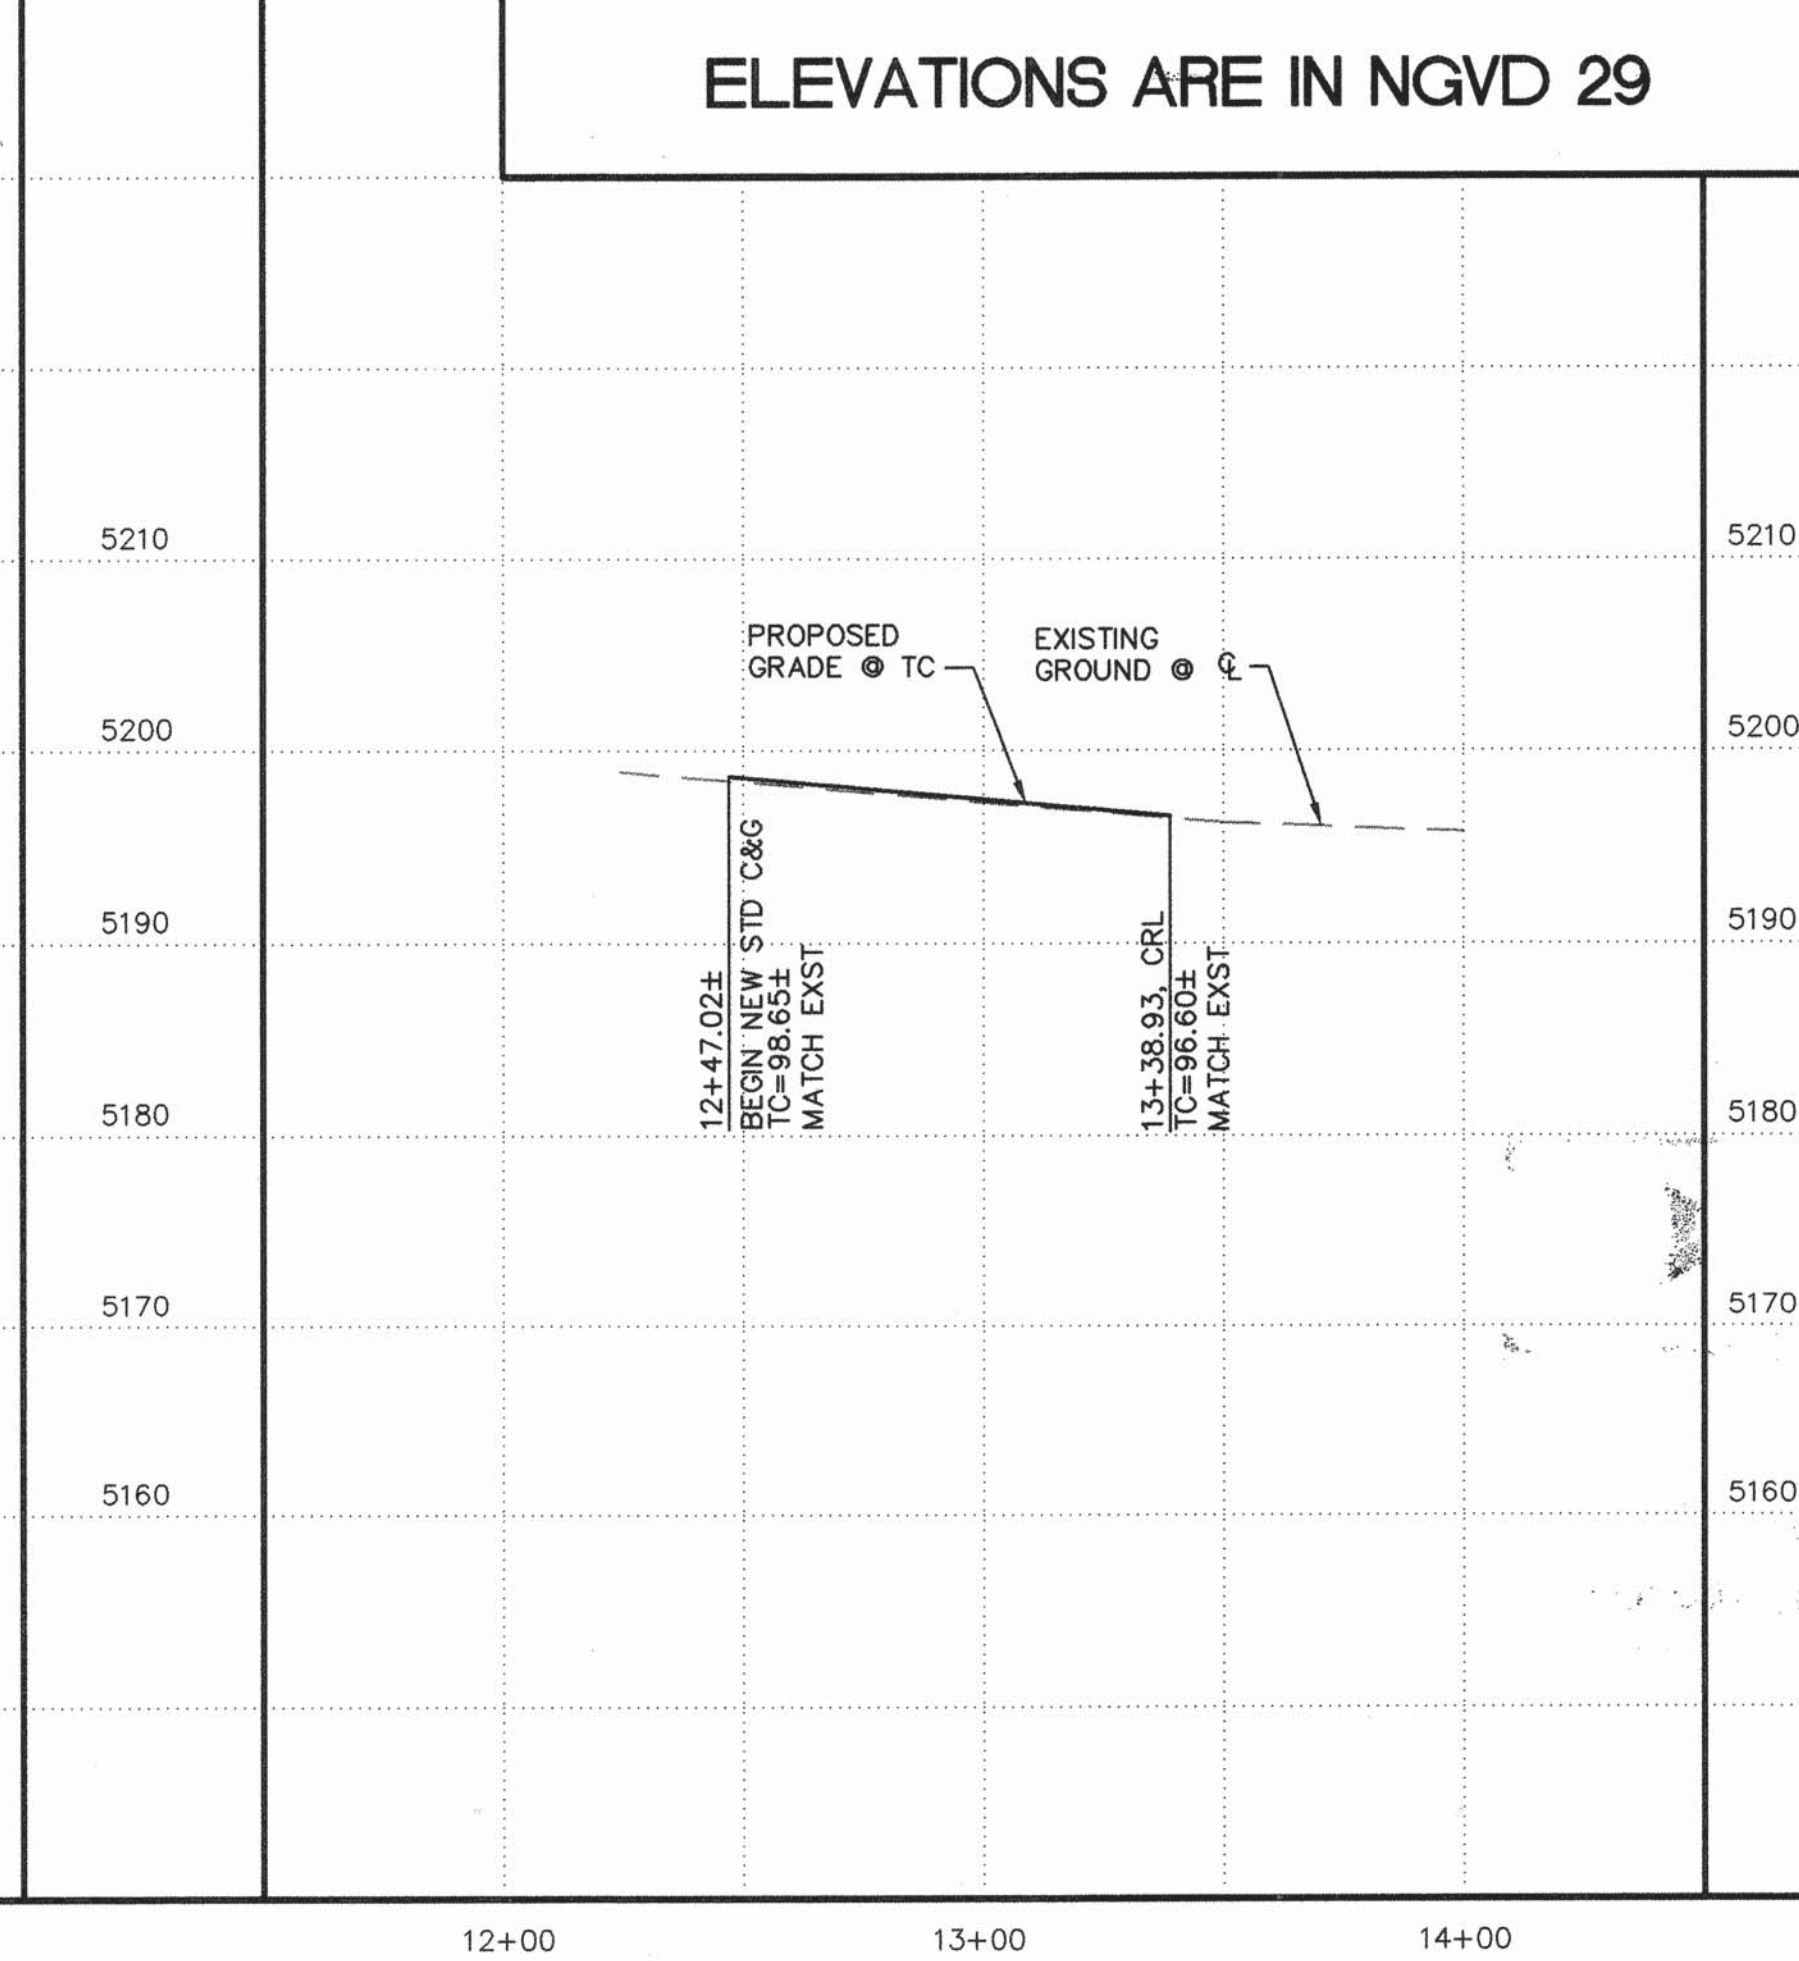 ELEVATIONS ARE IN NGVD 29
5210
5210
PROPOSED
GRADE @ TC
EXISTING
GROUND @ ℄
5200
5200
5190
5190
12+47.02±
BEGIN NEW STD C&G
TC=98.65±
MATCH EXST
13+38.93, CRL
TC=96.60±
MATCH EXST
5180
5180
5170
5170
5160
5160
12+00
13+00
14+00